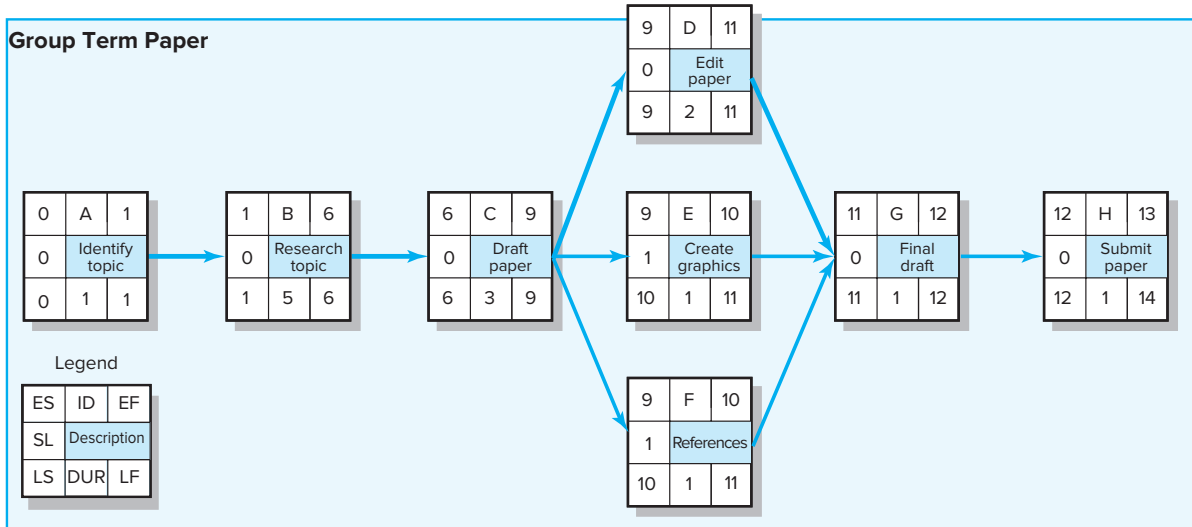 Group Term Paper
9 D 11
0 Edit
paper
9 2 11
0 A 1
0 Identify
topic
0 1 1
1 B 6
0 Research
topic
1 5 6
6 C 9
0 Draft
paper
6 3 9
9 E 10
1 Create
graphics
10 1 11
11 G 12
0 Final
draft
11 1 12
12 H 13
0 Submit
paper
12 1 14
9 F 10
1 References
10 1 11
Legend
ES ID EF
SL Description
LS DUR LF